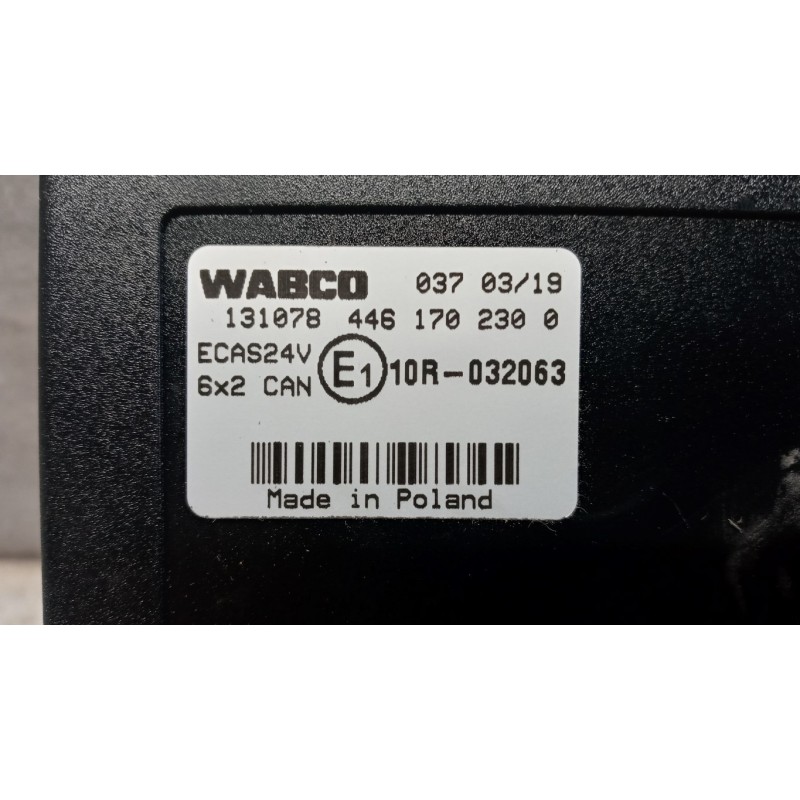 WABCO 037 03/19
131078 446 170 230 0
ECAS24V
6x2 CAN E1 10R-032063
Made in Poland